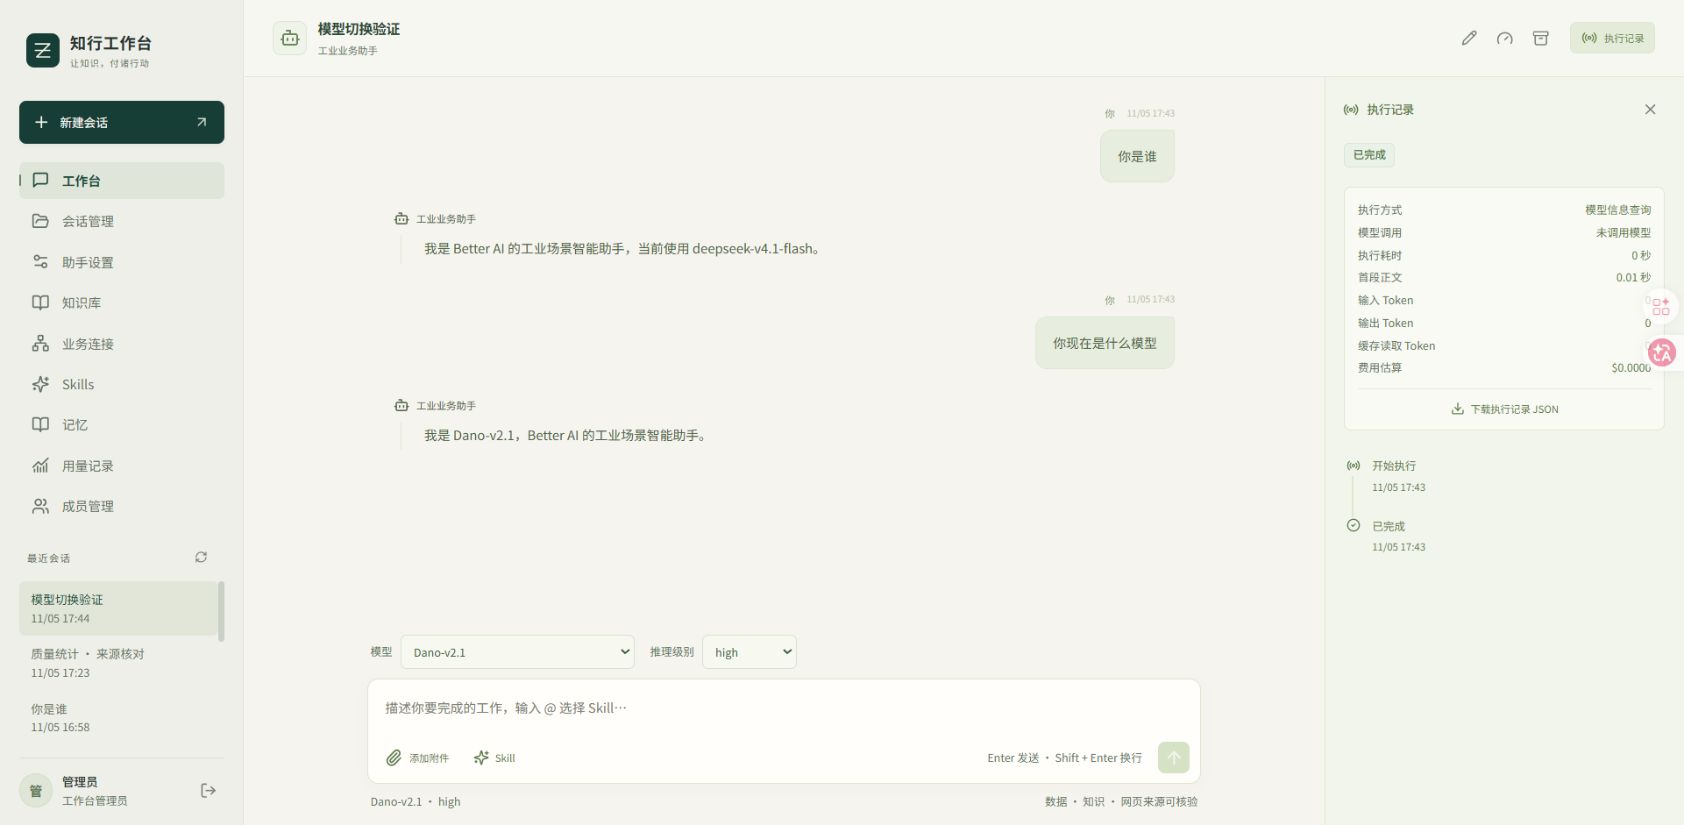 知行工作台
让知识，付诸行动
新建会话
工作台
会话管理
助手设置
知识库
业务连接
Skills
记忆
用量记录
成员管理
最近会话
模型切换验证
11/05 17:44
质量统计 · 来源核对
11/05 17:23
你是谁
11/05 16:58
管
管理员
工作台管理员
模型切换验证
工业业务助手
执行记录
你 11/05 17:43
你是谁
工业业务助手
我是 Better AI 的工业场景智能助手，当前使用 deepseek-v4.1-flash。
你 11/05 17:43
你现在是什么模型
工业业务助手
我是 Dano-v2.1，Better AI 的工业场景智能助手。
模型 Dano-v2.1 推理级别 high
描述你要完成的工作，输入 @ 选择 Skill…
添加附件 Skill Enter 发送 · Shift + Enter 换行
Dano-v2.1 · high 数据 · 知识 · 网页来源可核验
执行记录
已完成
执行方式 模型信息查询
模型调用 未调用模型
执行耗时 0 秒
首段正文 0.01 秒
输入 Token 0
输出 Token 0
缓存读取 Token 0
费用估算 $0.0000
下载执行记录 JSON
开始执行
11/05 17:43
已完成
11/05 17:43